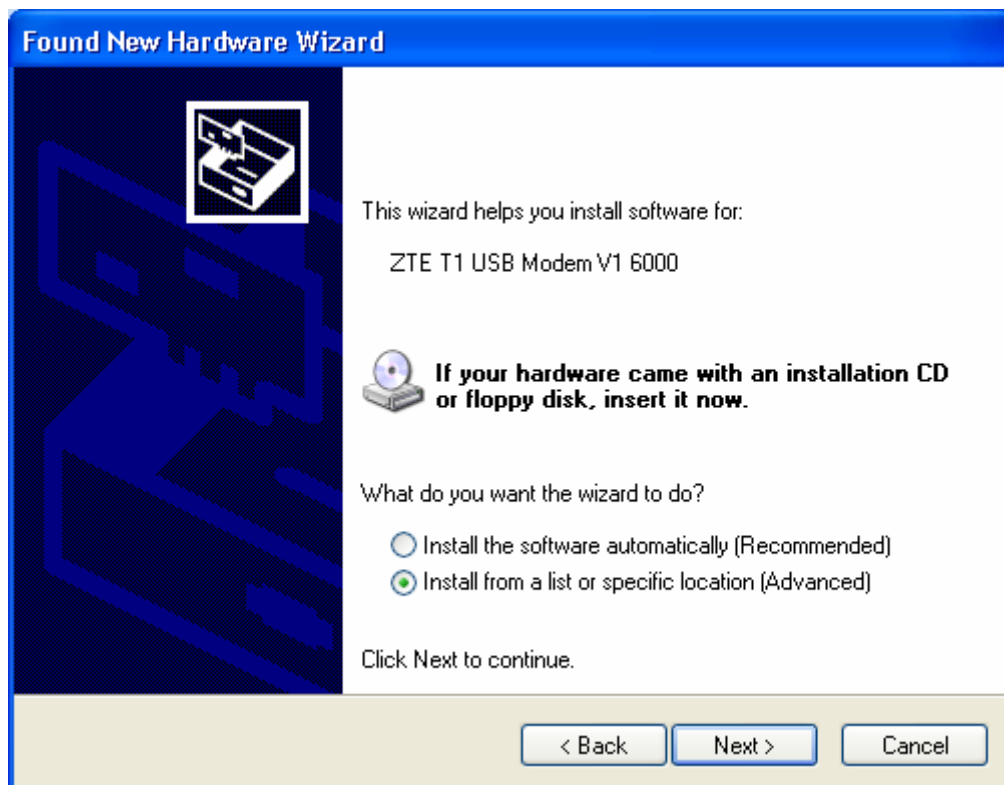 Found New Hardware Wizard
This wizard helps you install software for:
ZTE T1 USB Modem V1 6000
If your hardware came with an installation CD
or floppy disk, insert it now.
What do you want the wizard to do?
Install the software automatically (Recommended)
Install from a list or specific location (Advanced)
Click Next to continue.
< Back
Next >
Cancel